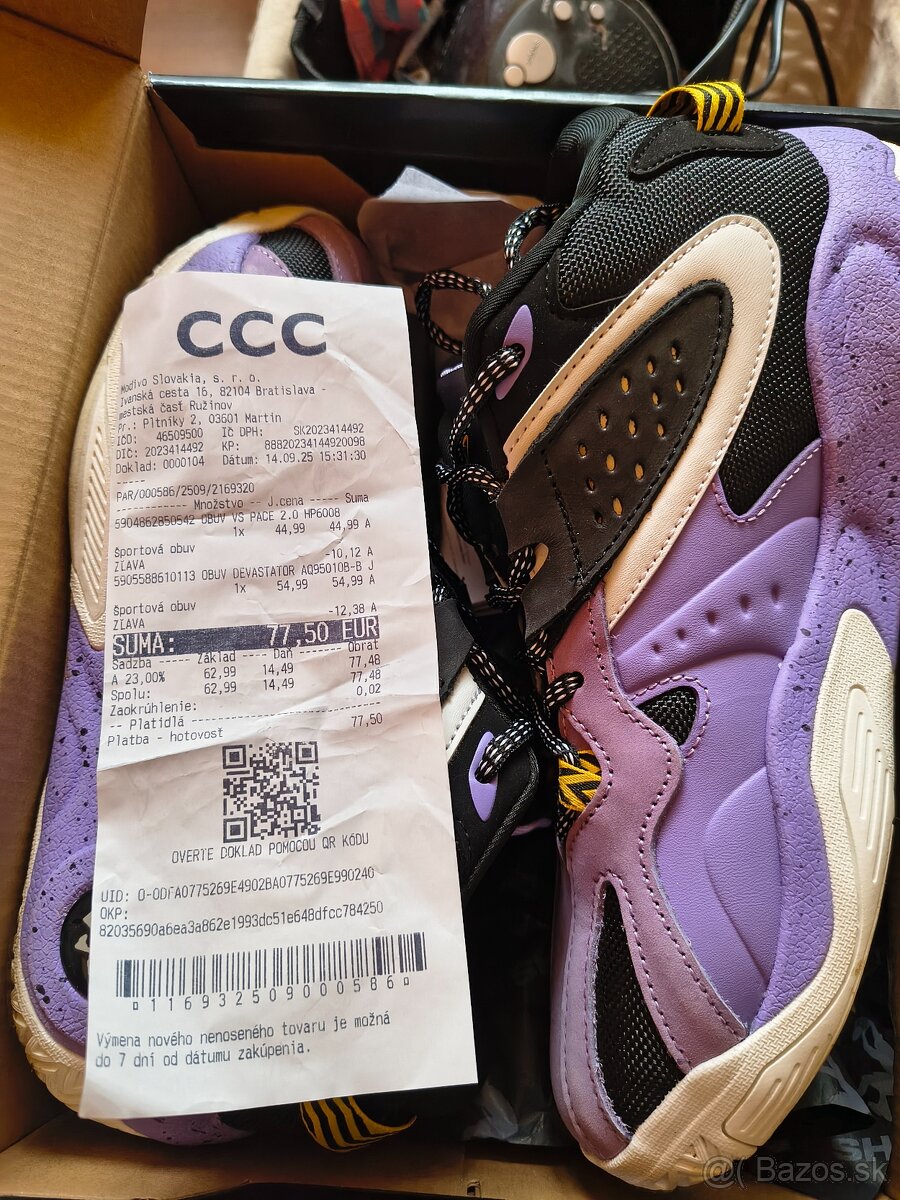 CCC
Modivo Slovakia, s. r. o.
Ivanská cesta 16, 82104 Bratislava -
mestská časť Ružinov
Pr.: Pltníky 2, 03601 Martin
IČO: 46509500 IČ DPH: SK2023414492
DIČ: 2023414492 KP: 88820234144920098
Doklad: 0000104 Dátum: 14.09.25 15:31:30
-----
PAR/000586/2509/2169320
------------ Množstvo -- J.cena ----- Suma
5904862850542 OBUV VS PACE 2.0 HP6008
1x 44,99 44,99 A
Športová obuv
ZĽAVA -10,12 A
5905588610113 OBUV DEVASTATOR AQ95010B-B J
1x 54,99 54,99 A
Športová obuv
ZĽAVA -12,38 A
SUMA: 77,50 EUR
Sadzba ----- Základ ---- Daň ------ Obrat
A 23,00% 62,99 14,49 77,48
Spolu: 62,99 14,49 77,48
Zaokrúhlenie: 0,02
-- Platidlá ---------------------
Platba - hotovosť 77,50
OVERTE DOKLAD POMOCOU QR KÓDU
UID: O-0DFA0775269E4902BA0775269E990240
OKP:
82035690a6ea3a862e1993dc51e648dfcc784250
116932509000586
Výmena nového nenoseného tovaru je možná
do 7 dní od dátumu zakúpenia.
SH
Bazos.sk